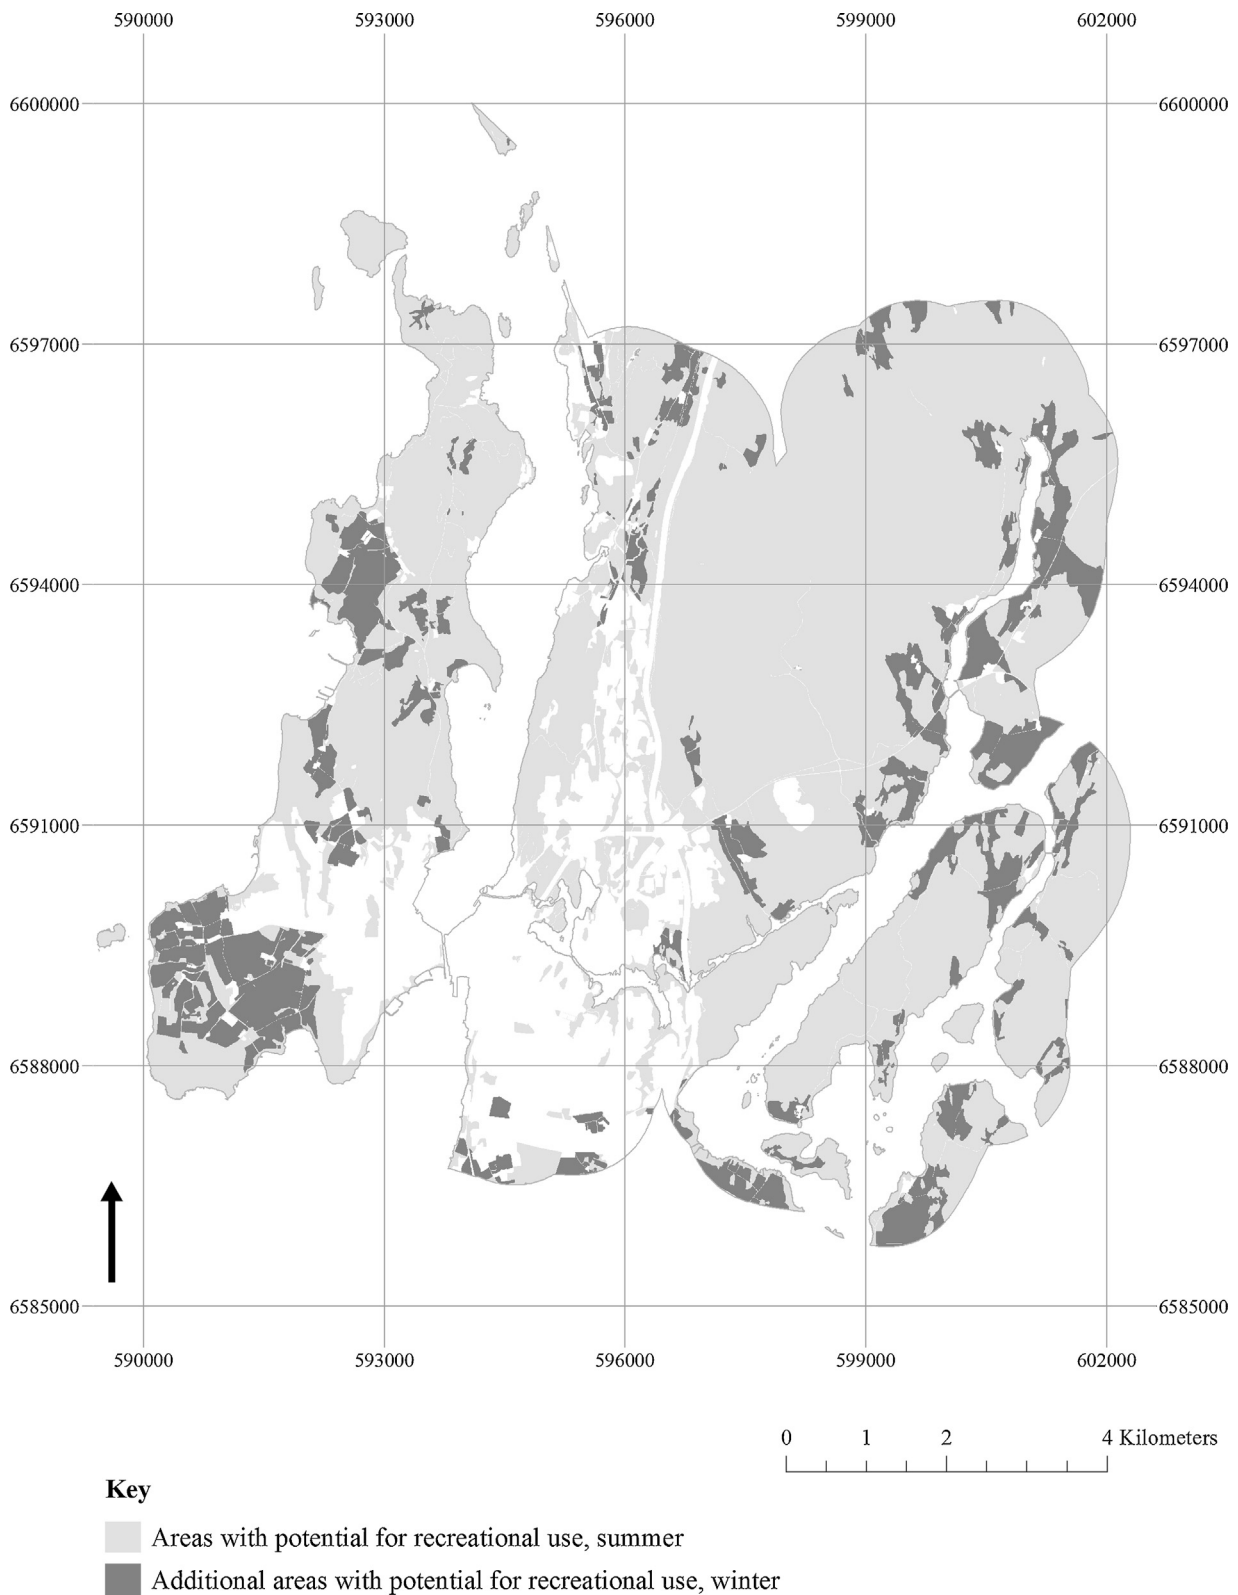 590000 593000 596000 599000 602000
6600000 6600000
6597000 6597000
6594000 6594000
6591000 6591000
6588000 6588000
6585000 6585000
590000 593000 596000 599000 602000
0 1 2 4 Kilometers
Key
Areas with potential for recreational use, summer
Additional areas with potential for recreational use, winter